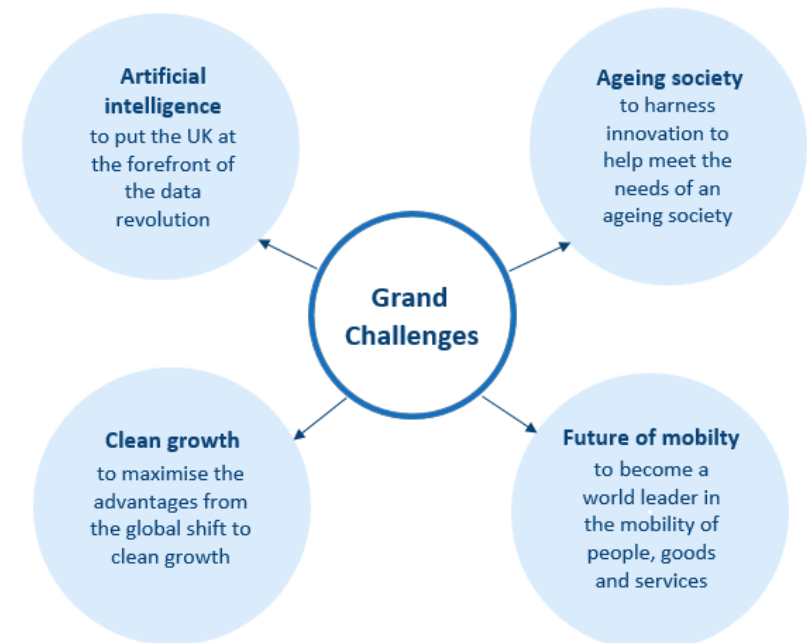 Artificial
intelligence
to put the UK at
the forefront of
the data
revolution
Ageing society
to harness
innovation to
help meet the
needs of an
ageing society
Grand
Challenges
Clean growth
to maximise the
advantages from
the global shift to
clean growth
Future of mobilty
to become a
world leader in
the mobility of
people, goods
and services